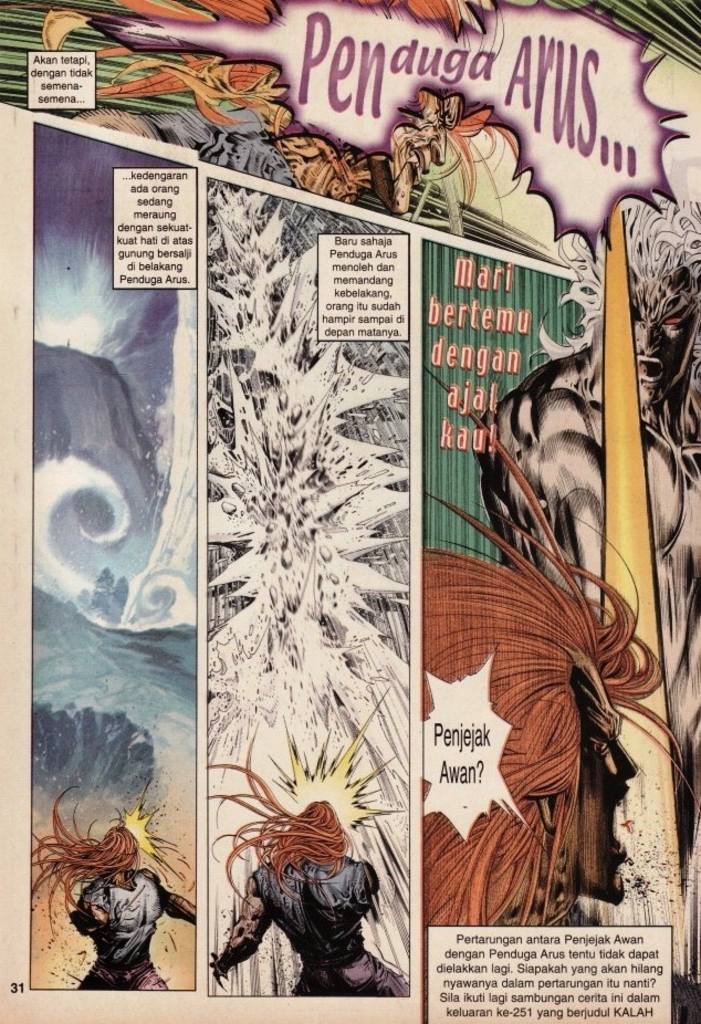 Akan tetapi,
dengan tidak
semena-
semena...
Penduga Arus...
...kedengaran
ada orang
sedang
meraung
dengan sekuat-
kuat hati di atas
gunung bersalji
di belakang
Penduga Arus.
Baru sahaja
Penduga Arus
menoleh dan
memandang
kebelakang,
orang itu sudah
hampir sampai di
depan matanya.
Mari
bertemu
dengan
ajal
kau!
Penjejak
Awan?
Pertarungan antara Penjejak Awan
dengan Penduga Arus tentu tidak dapat
dielakkan lagi. Siapakah yang akan hilang
nyawanya dalam pertarungan itu nanti?
Sila ikuti lagi sambungan cerita ini dalam
keluaran ke-251 yang berjudul KALAH
31